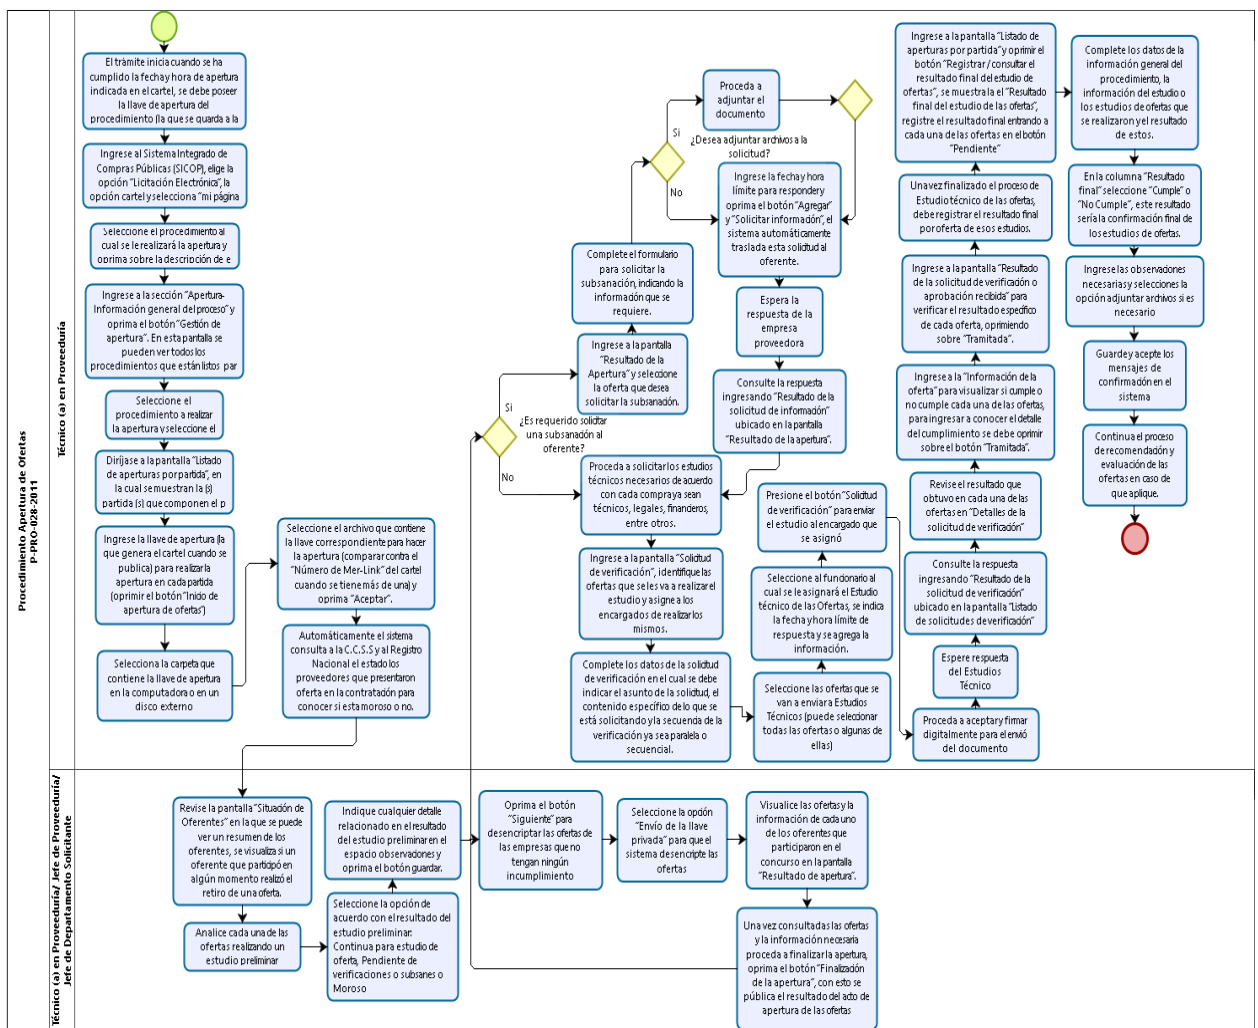 Procedimiento Apertura de Ofertas
P-PRO-028-2011
Técnico (a) en Proveeduría
El trámite inicia cuando se ha
cumplido la fecha y hora de apertura
indicada en el cartel, se debe poseer
la llave de apertura del
procedimiento (la que se guarda a la
Ingrese al Sistema Integrado de
Compras Públicas (SICOP), elige la
opción "Licitación Electrónica", la
opción cartel y selecciona "mi página
Seleccione el procedimiento al
cual se le realizará la apertura y
oprima sobre la descripción de e
Ingrese a la sección "Apertura-
Información general del proceso" y
oprima el botón "Gestión de
apertura". En esta pantalla se
pueden ver todos los
procedimientos que están listos par
Seleccione el
procedimiento a realizar
la apertura y seleccione el
Diríjase a la pantalla "Listado
de aperturas por partida", en
la cual se muestran la (s)
partida (s) que componen el p
Ingrese la llave de apertura (la
que genera el cartel cuando se
publica) para realizar la
apertura en cada partida
(oprimir el botón "Inicio de
apertura de ofertas")
Selecciona la carpeta que
contiene la llave de apertura
en la computadora o en un
disco externo
Seleccione el archivo que contiene
la llave correspondiente para hacer
la apertura (comparar contra el
"Número de Mer-Link" del cartel
cuando se tiene más de una) y
oprima "Aceptar".
Automáticamente el sistema
consulta a la C.C.S.S y al Registro
Nacional el estado los
proveedores que presentaron
oferta en la contratación para
conocer si esta moroso o no.
Técnico (a) en Proveeduría/ Jefe de Proveeduría/
Jefe de Departamento Solicitante
Revise la pantalla "Situación de
Oferentes" en la que se puede
ver un resumen de los
oferentes, se visualiza si un
oferente que participó en
algún momento realizó el
retiro de una oferta.
Analice cada una de las
ofertas realizando un
estudio preliminar
Seleccione la opción de
acuerdo con el resultado del
estudio preliminar:
Continua para estudio de
oferta, Pendiente de
verificaciones o subsanes o
Moroso
Indique cualquier detalle
relacionado en el resultado
del estudio preliminar en el
espacio observaciones y
oprima el botón guardar.
Oprima el botón
"Siguiente" para
desencriptar las ofertas de
las empresas que no
tengan ningún
incumplimiento
Seleccione la opción
"Envío de la llave
privada" para que el
sistema desencripte las
ofertas
Visualice las ofertas y la
información de cada uno
de los oferentes que
participaron en el
concurso en la pantalla
"Resultado de apertura".
Una vez consultadas las ofertas
y la información necesaria
proceda a finalizar la apertura,
oprima el botón "Finalización
de la apertura", con esto se
pública el resultado del acto de
apertura de las ofertas
¿Es requerido solicitar
una subsanación al
oferente?
Si
No
Ingrese a la pantalla
"Resultado de la
Apertura" y seleccione
la oferta que desea
solicitar la subsanación.
Complete el formulario
para solicitar la
subsanación, indicando la
información que se
requiere.
¿Desea adjuntar archivos a la
solicitud?
Si
No
Proceda a
adjuntar el
documento
Ingrese la fecha y hora
límite para responder y
oprima el botón "Agregar"
y "Solicitar información", el
sistema automáticamente
traslada esta solicitud al
oferente.
Espera la
respuesta de la
empresa
proveedora
Consulte la respuesta
ingresando "Resultado de la
solicitud de información"
ubicado en la pantalla
"Resultado de la apertura".
Proceda a solicitar los estudios
técnicos necesarios de acuerdo
con cada compra ya sean
técnicos, legales, financieros,
entre otros.
Ingrese a la pantalla "Solicitud
de verificación", identifique las
ofertas que se les va a realizar el
estudio y asigne a los
encargados de realizar los
mismos.
Complete los datos de la solicitud
de verificación en el cual se debe
indicar el asunto de la solicitud, el
contenido específico de lo que se
está solicitando y la secuencia de la
verificación ya sea paralela o
secuencial.
Seleccione las ofertas que se
van a enviar a Estudios
Técnicos (puede seleccionar
todas las ofertas o algunas de
ellas)
Seleccione al funcionario al
cual se le asignará el Estudio
técnico de las Ofertas, se indica
la fecha y hora límite de
respuesta y se agrega la
información.
Presione el botón "Solicitud
de verificación" para enviar
el estudio al encargado que
se asignó
Proceda a aceptar y firmar
digitalmente para el envió
del documento
Espere respuesta
del Estudios
Técnico
Consulte la respuesta
ingresando "Resultado de la
solicitud de verificación"
ubicado en la pantalla "Listado
de solicitudes de verificación"
Revise el resultado que
obtuvo en cada una de las
ofertas en "Detalles de la
solicitud de verificación"
Ingrese a la "Información de la
oferta" para visualizar si cumple o
no cumple cada una de las ofertas,
para ingresar a conocer el detalle
del cumplimiento se debe oprimir
sobre el botón "Tramitada".
Ingrese a la pantalla "Resultado
de la solicitud de verificación o
aprobación recibida" para
verificar el resultado específico
de cada oferta, oprimiendo
sobre "Tramitada".
Una vez finalizado el proceso de
Estudio técnico de las ofertas,
debe registrar el resultado final
por oferta de esos estudios.
Ingrese a la pantalla "Listado de
aperturas por partida" y oprimir el
botón "Registrar / consultar el
resultado final del estudio de
ofertas", se muestra la el "Resultado
final del estudio de las ofertas",
registre el resultado final entrando a
cada una de las ofertas en el botón
"Pendiente"
Complete los datos de la
información general del
procedimiento, la
información del estudio o
los estudios de ofertas que
se realizaron y el resultado
de estos.
En la columna "Resultado
final" seleccione "Cumple" o
"No Cumple", este resultado
sería la confirmación final de
los estudios de ofertas.
Ingrese las observaciones
necesarias y selecciones la
opción adjuntar archivos si es
necesario
Guarde y acepte los
mensajes de
confirmación en el
sistema
Continua el proceso
de recomendación y
evaluación de las
ofertas en caso de
que aplique.